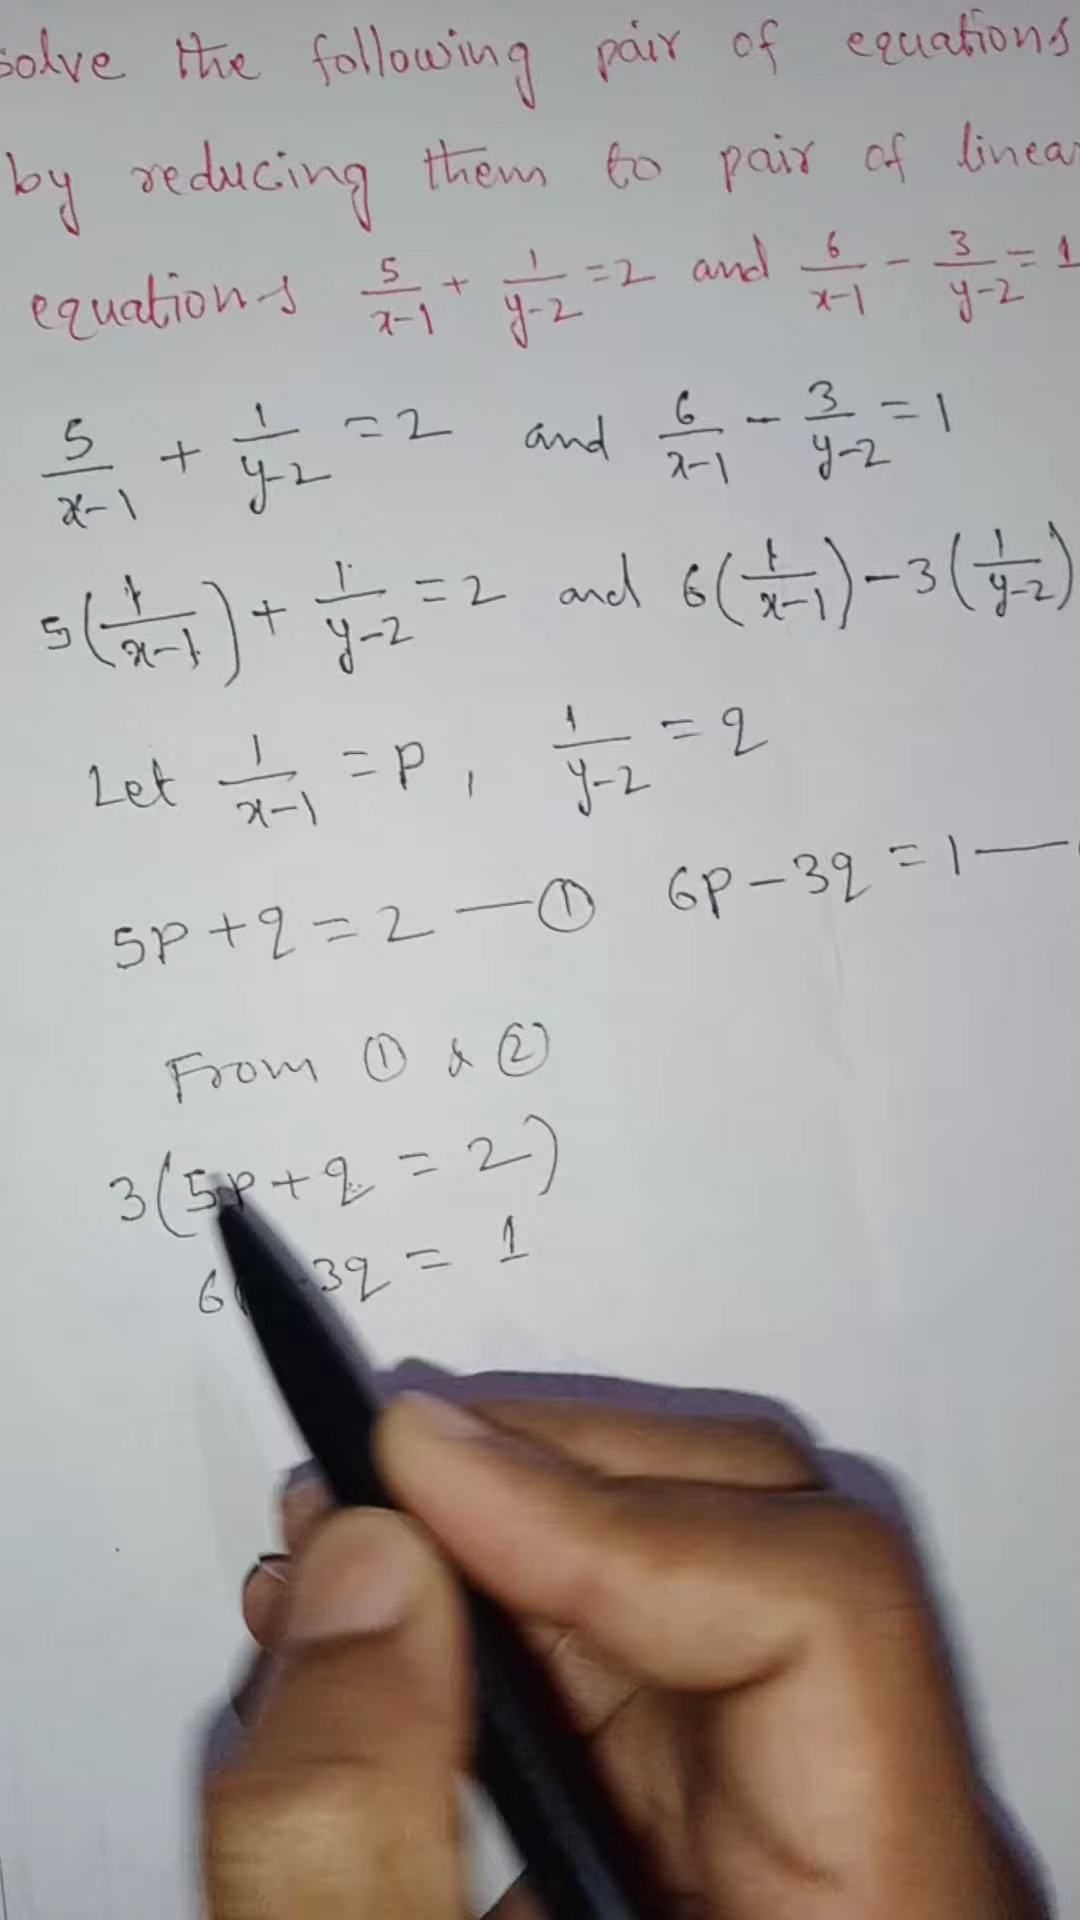 solve the following pair of equations
by reducing them to pair of linear
equations 5/(x-1) + 1/(y-2) = 2 and 6/(x-1) - 3/(y-2) = 1
5/(x-1) + 1/(y-2) = 2 and 6/(x-1) - 3/(y-2) = 1
5(1/(x-1)) + 1/(y-2) = 2 and 6(1/(x-1)) - 3(1/(y-2))
Let 1/(x-1) = P, 1/(y-2) = q
5P + q = 2 — ① 6P - 3q = 1 —
From ① & ②
3(5P + q = 2)
6 3q = 1